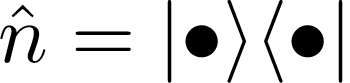 n̂ = |●⟩⟨●|